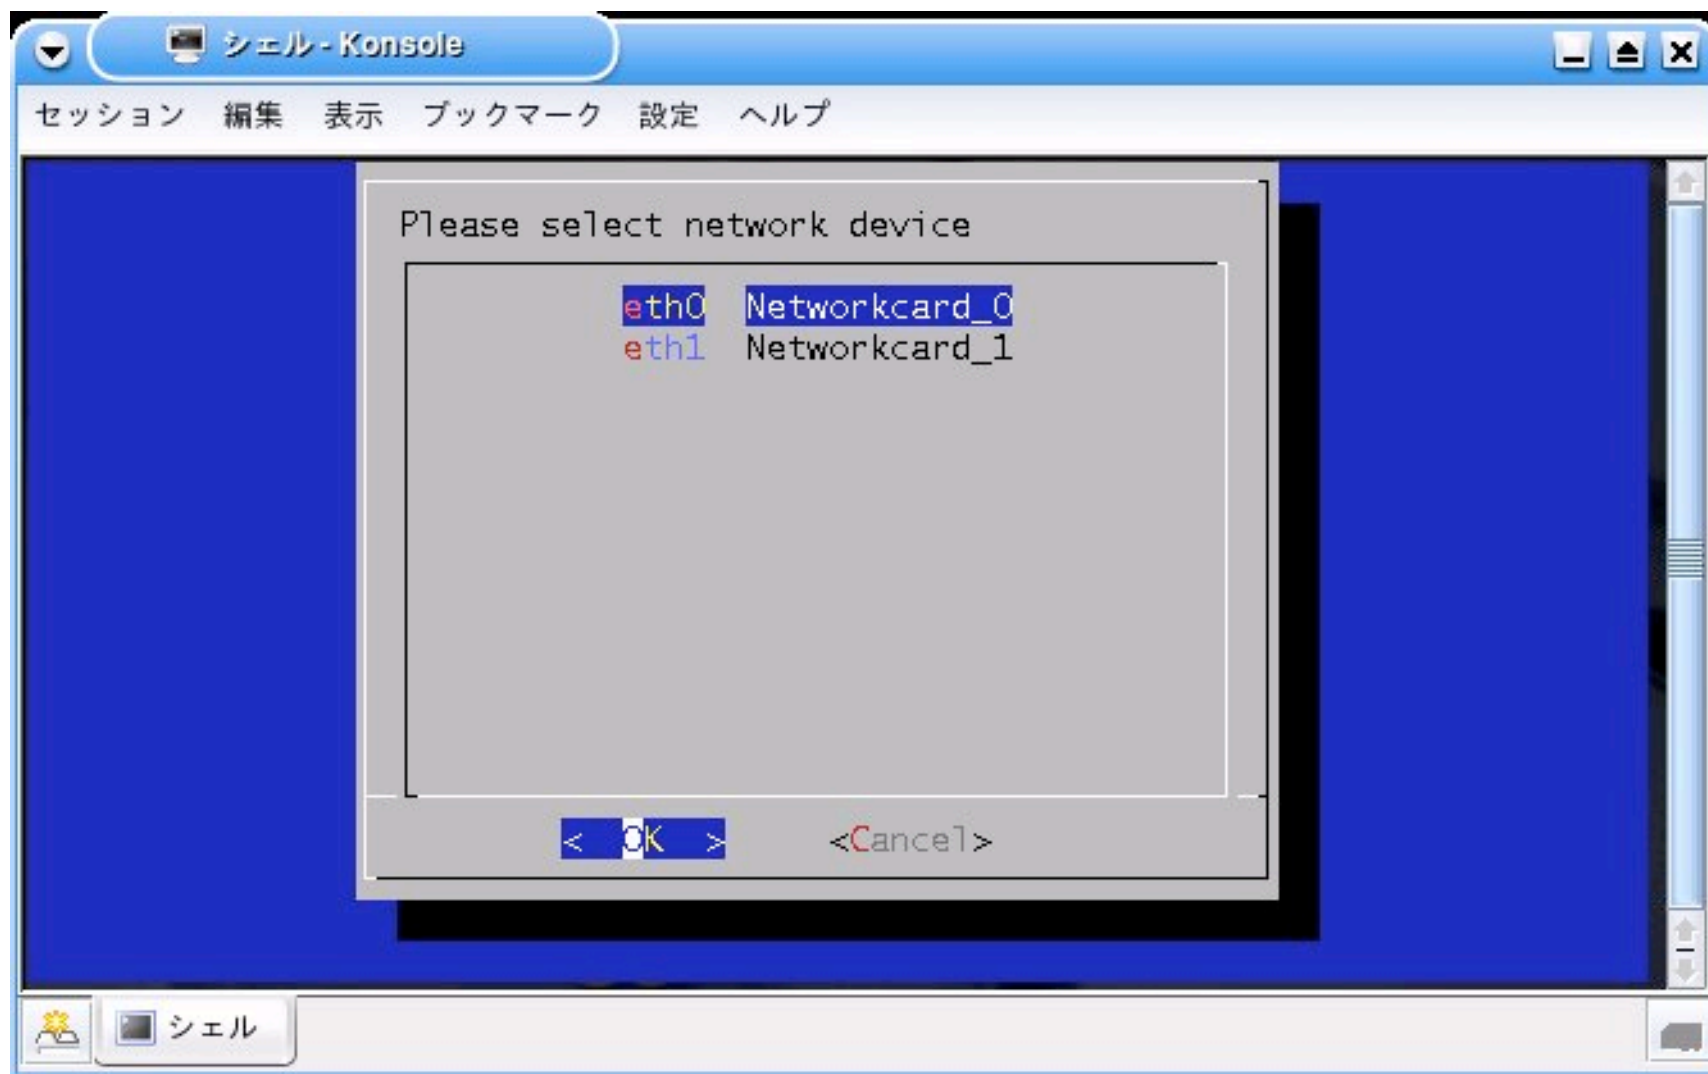 シェル - Konsole
セッション 編集 表示 ブックマーク 設定 ヘルプ
Please select network device
eth0 Networkcard_0
eth1 Networkcard_1
< OK > <Cancel>
シェル